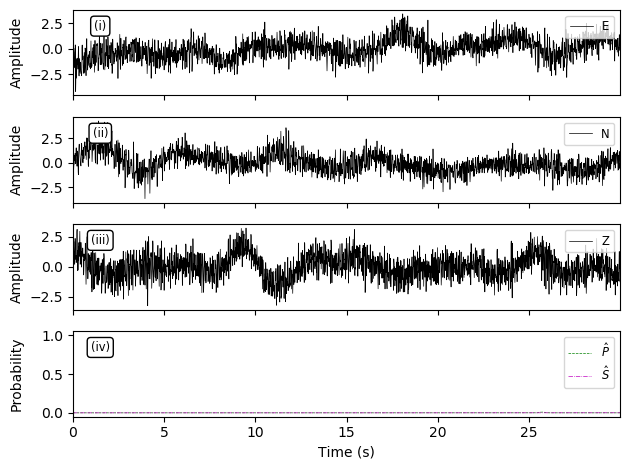 (i)
E
Amplitude
2.5
0.0
−2.5
(ii)
N
Amplitude
2.5
0.0
−2.5
(iii)
Z
Amplitude
2.5
0.0
−2.5
(iv)
P̂
Ŝ
Probability
1.0
0.5
0.0
0 5 10 15 20 25
Time (s)